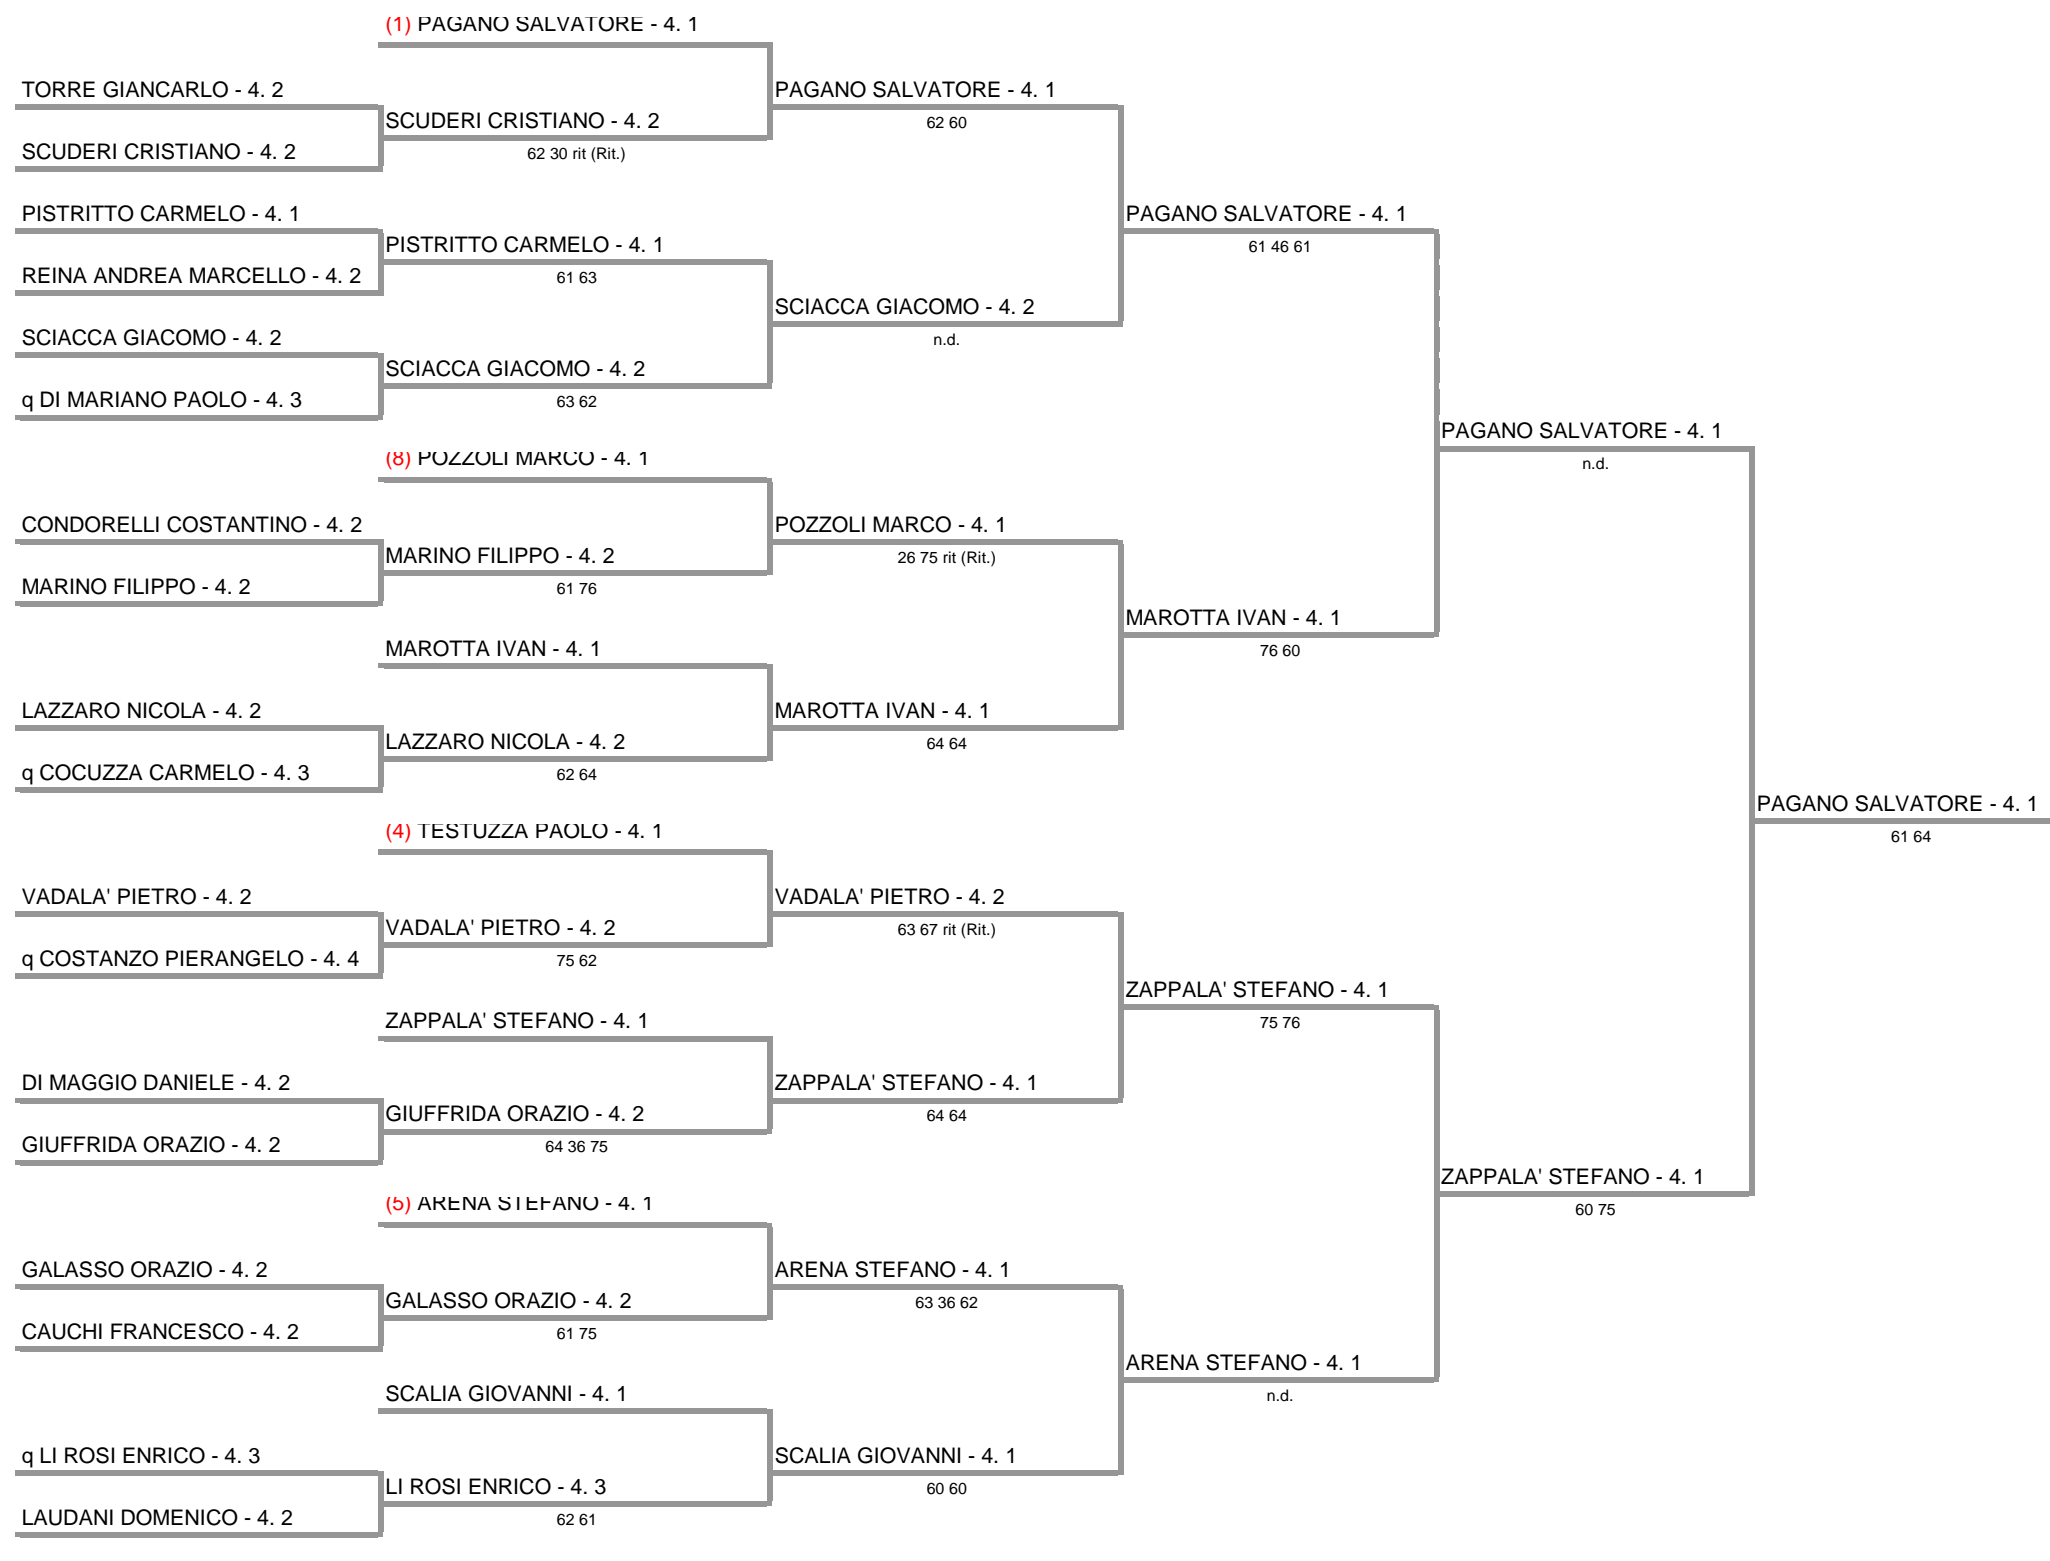 (1) PAGANO SALVATORE - 4. 1
TORRE GIANCARLO - 4. 2
PAGANO SALVATORE - 4. 1
SCUDERI CRISTIANO - 4. 2
62 60
SCUDERI CRISTIANO - 4. 2
62 30 rit (Rit.)
PISTRITTO CARMELO - 4. 1
PAGANO SALVATORE - 4. 1
PISTRITTO CARMELO - 4. 1
61 46 61
REINA ANDREA MARCELLO - 4. 2
61 63
SCIACCA GIACOMO - 4. 2
SCIACCA GIACOMO - 4. 2
n.d.
SCIACCA GIACOMO - 4. 2
q DI MARIANO PAOLO - 4. 3
63 62
PAGANO SALVATORE - 4. 1
(8) POZZOLI MARCO - 4. 1
n.d.
CONDORELLI COSTANTINO - 4. 2
POZZOLI MARCO - 4. 1
MARINO FILIPPO - 4. 2
26 75 rit (Rit.)
MARINO FILIPPO - 4. 2
61 76
MAROTTA IVAN - 4. 1
MAROTTA IVAN - 4. 1
76 60
LAZZARO NICOLA - 4. 2
MAROTTA IVAN - 4. 1
LAZZARO NICOLA - 4. 2
64 64
q COCUZZA CARMELO - 4. 3
62 64
PAGANO SALVATORE - 4. 1
(4) TESTUZZA PAOLO - 4. 1
61 64
VADALA' PIETRO - 4. 2
VADALA' PIETRO - 4. 2
VADALA' PIETRO - 4. 2
63 67 rit (Rit.)
q COSTANZO PIERANGELO - 4. 4
75 62
ZAPPALA' STEFANO - 4. 1
ZAPPALA' STEFANO - 4. 1
75 76
DI MAGGIO DANIELE - 4. 2
ZAPPALA' STEFANO - 4. 1
GIUFFRIDA ORAZIO - 4. 2
64 64
GIUFFRIDA ORAZIO - 4. 2
64 36 75
ZAPPALA' STEFANO - 4. 1
(5) ARENA STEFANO - 4. 1
60 75
GALASSO ORAZIO - 4. 2
ARENA STEFANO - 4. 1
GALASSO ORAZIO - 4. 2
63 36 62
CAUCHI FRANCESCO - 4. 2
61 75
ARENA STEFANO - 4. 1
SCALIA GIOVANNI - 4. 1
n.d.
q LI ROSI ENRICO - 4. 3
SCALIA GIOVANNI - 4. 1
LI ROSI ENRICO - 4. 3
60 60
LAUDANI DOMENICO - 4. 2
62 61